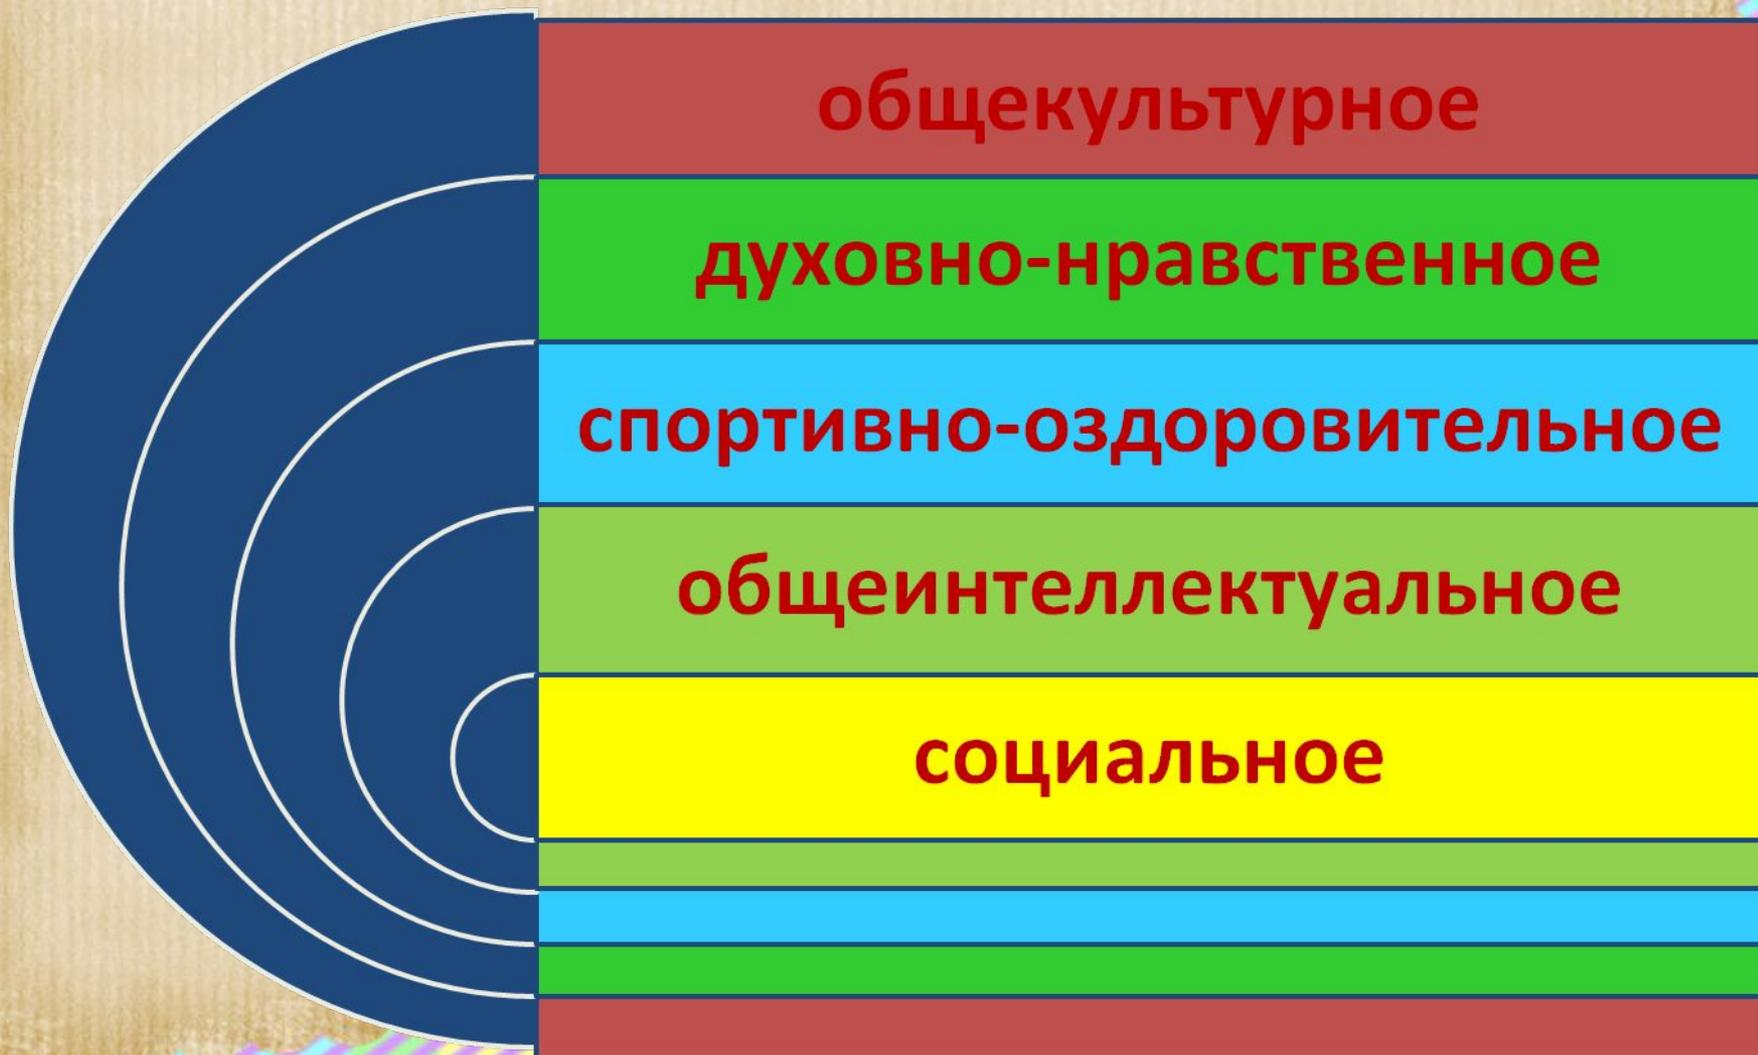 общекультурное
духовно-нравственное
спортивно-оздоровительное
общеинтеллектуальное
социальное